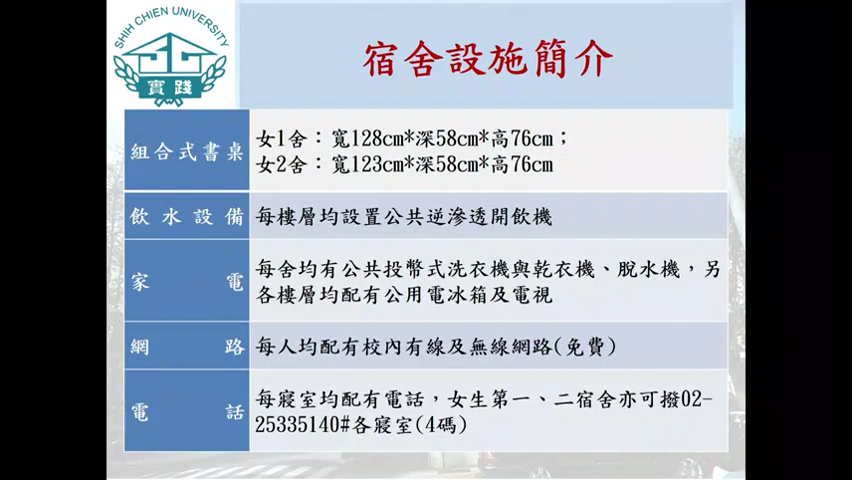 SHIH CHIEN UNIVERSITY
實踐
宿舍設施簡介
組合式書桌
女1舍：寬128cm*深58cm*高76cm；
女2舍：寬123cm*深58cm*高76cm
飲水設備
每樓層均設置公共逆滲透開飲機
家電
每舍均有公共投幣式洗衣機與乾衣機、脫水機，另
各樓層均配有公用電冰箱及電視
網路
每人均配有校內有線及無線網路(免費)
電話
每寢室均配有電話，女生第一、二宿舍亦可撥02-
25335140#各寢室(4碼)